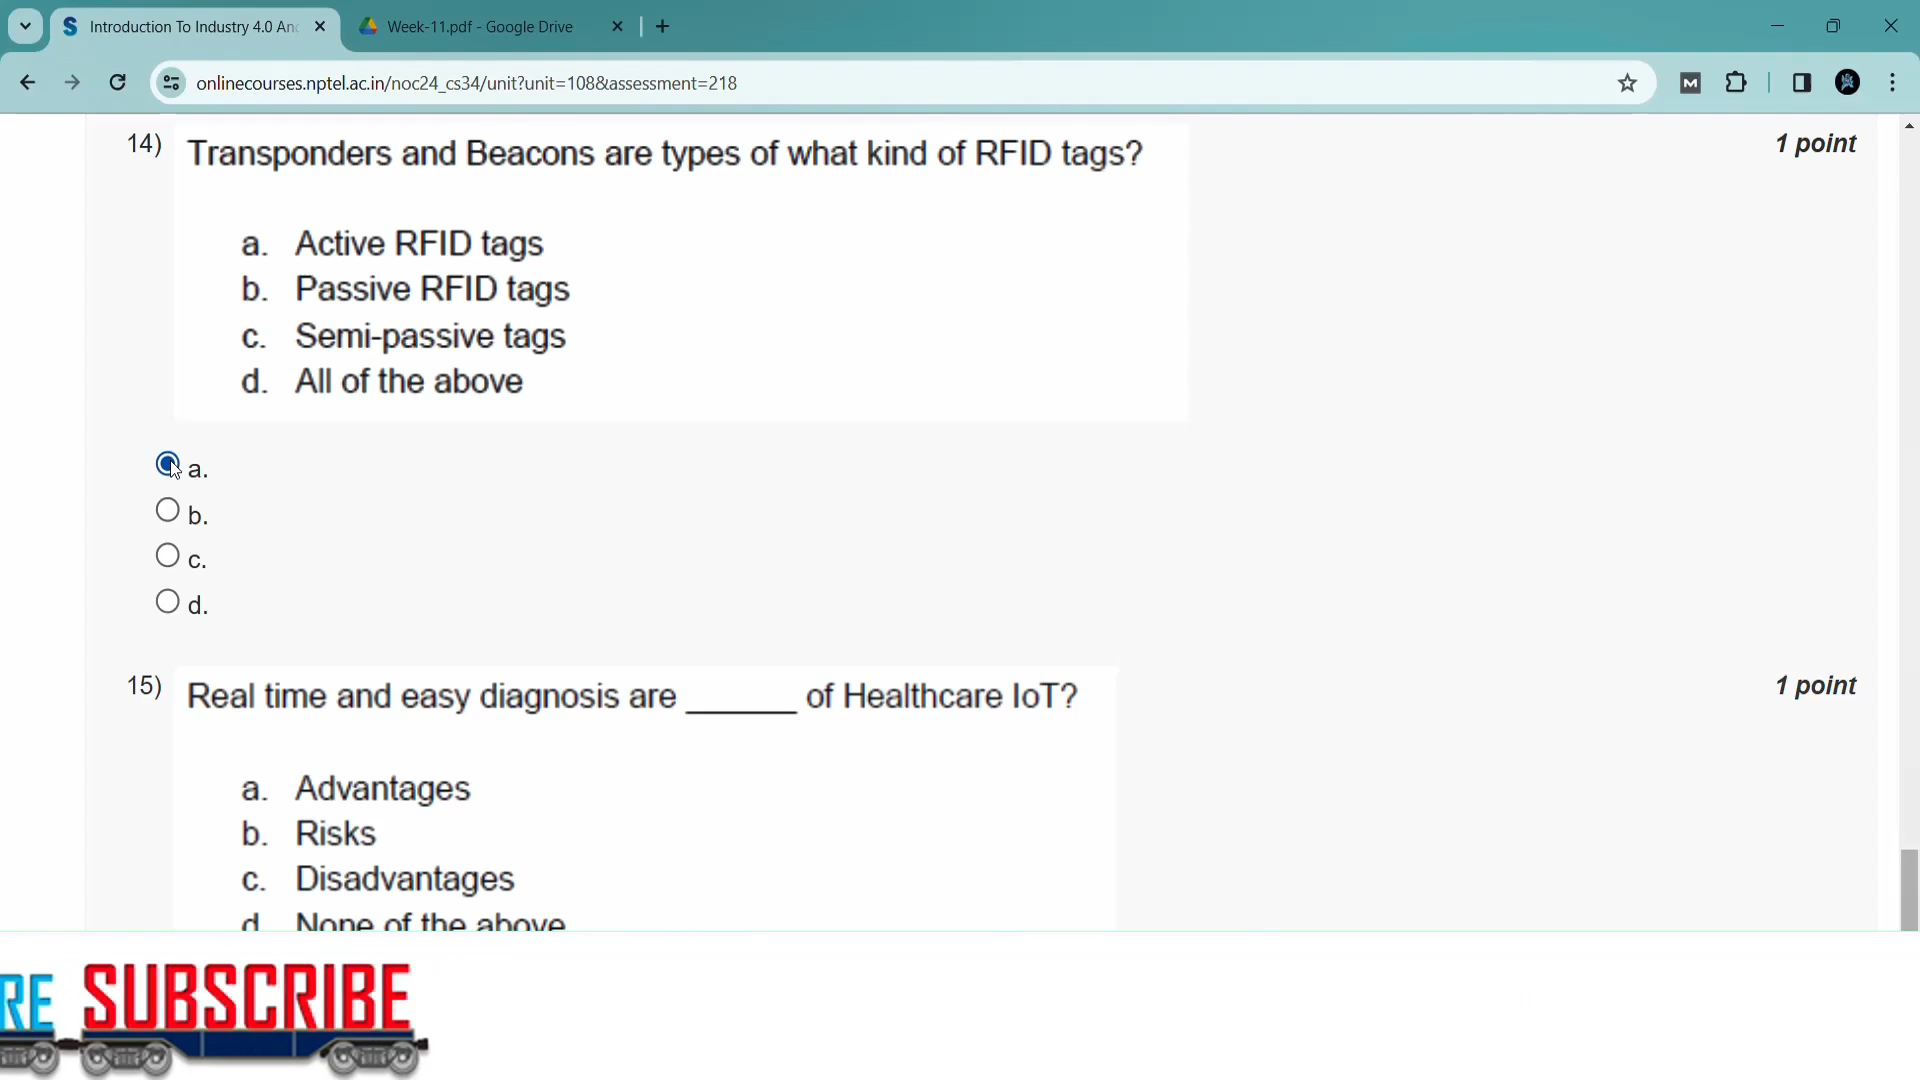 Introduction To Industry 4.0 An
Week-11.pdf - Google Drive
onlinecourses.nptel.ac.in/noc24_cs34/unit?unit=108&assessment=218
14) Transponders and Beacons are types of what kind of RFID tags? 1 point
a. Active RFID tags
b. Passive RFID tags
c. Semi-passive tags
d. All of the above
a.
b.
c.
d.
15) Real time and easy diagnosis are ______ of Healthcare IoT? 1 point
a. Advantages
b. Risks
c. Disadvantages
d. None of the above
RE SUBSCRIBE